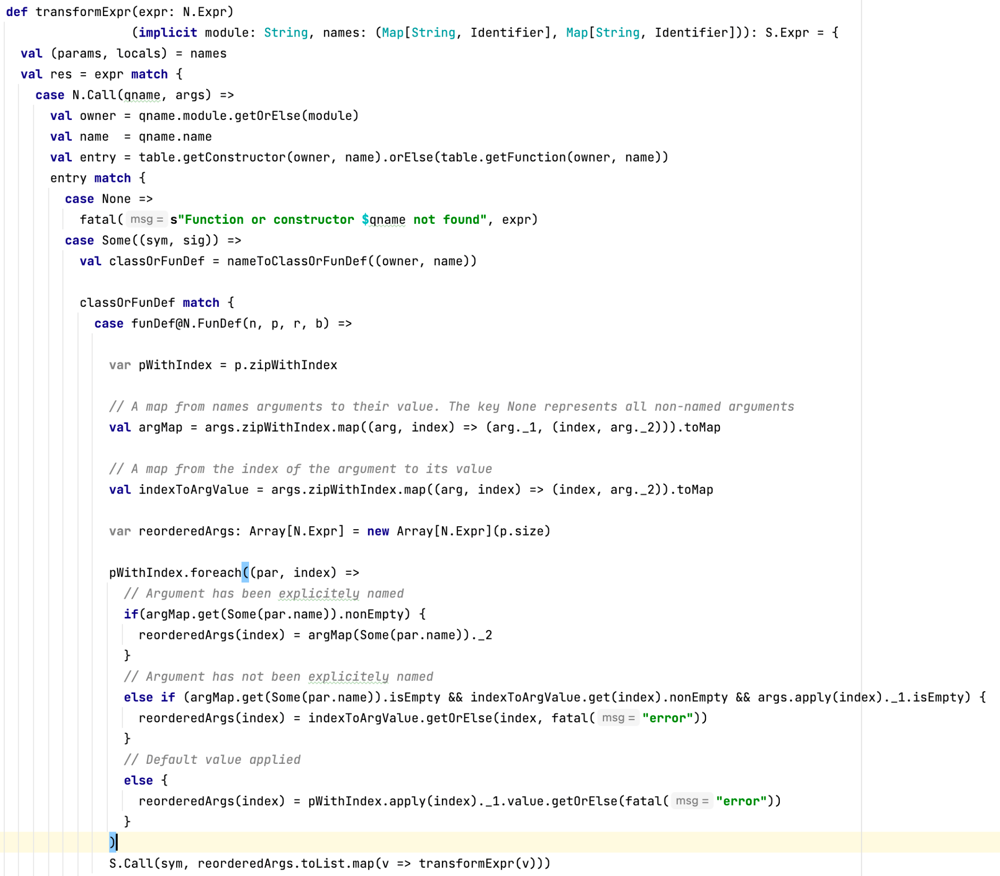 def transformExpr(expr: N.Expr)
                 (implicit module: String, names: (Map[String, Identifier], Map[String, Identifier])): S.Expr = {
  val (params, locals) = names
  val res = expr match {
    case N.Call(qname, args) =>
      val owner = qname.module.getOrElse(module)
      val name  = qname.name
      val entry = table.getConstructor(owner, name).orElse(table.getFunction(owner, name))
      entry match {
        case None =>
          fatal( msg = s"Function or constructor $qname not found", expr)
        case Some((sym, sig)) =>
          val classOrFunDef = nameToClassOrFunDef((owner, name))
          classOrFunDef match {
            case funDef@N.FunDef(n, p, r, b) =>
              var pWithIndex = p.zipWithIndex
              // A map from names arguments to their value. The key None represents all non-named arguments
              val argMap = args.zipWithIndex.map((arg, index) => (arg._1, (index, arg._2))).toMap
              // A map from the index of the argument to its value
              val indexToArgValue = args.zipWithIndex.map((arg, index) => (index, arg._2)).toMap
              var reorderedArgs: Array[N.Expr] = new Array[N.Expr](p.size)
              pWithIndex.foreach((par, index) =>
                // Argument has been explicitely named
                if(argMap.get(Some(par.name)).nonEmpty) {
                  reorderedArgs(index) = argMap(Some(par.name))._2
                }
                // Argument has not been explicitely named
                else if (argMap.get(Some(par.name)).isEmpty && indexToArgValue.get(index).nonEmpty && args.apply(index)._1.isEmpty) {
                  reorderedArgs(index) = indexToArgValue.getOrElse(index, fatal( msg = "error"))
                }
                // Default value applied
                else {
                  reorderedArgs(index) = pWithIndex.apply(index)._1.value.getOrElse(fatal( msg = "error"))
                }
              )
              S.Call(sym, reorderedArgs.toList.map(v => transformExpr(v)))